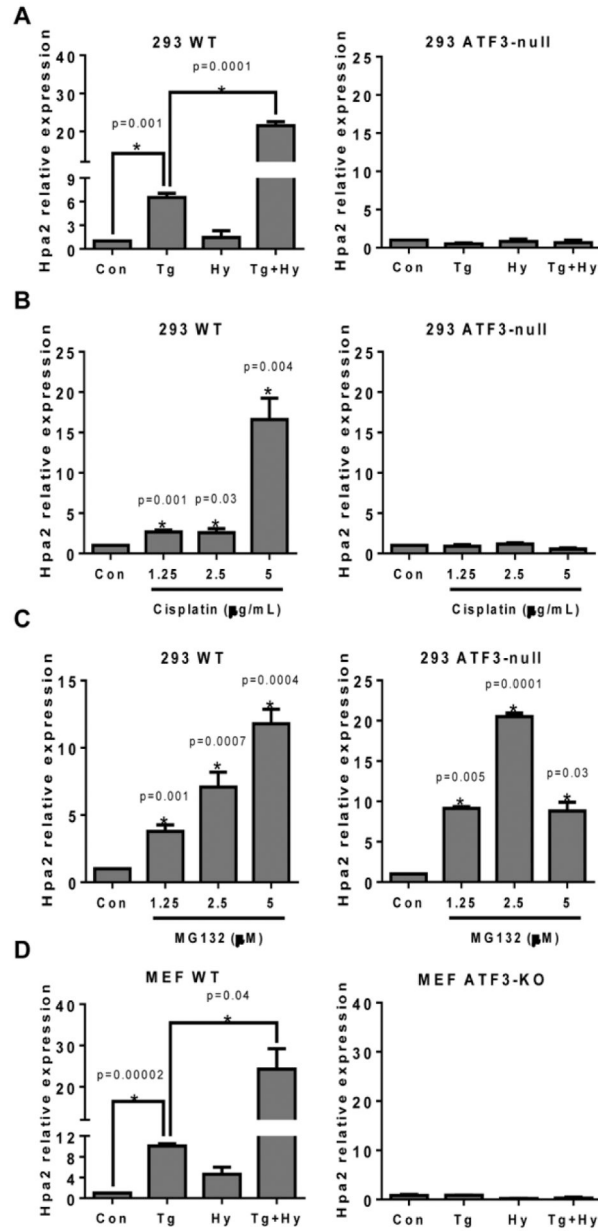 A
293 WT
293 ATF3-null
Hpa2 relative expression
40
30
20
9
6
3
0
p=0.001
*
p=0.0001
*
Con Tg Hy Tg+Hy
Hpa2 relative expression
25
20
15
10
5
0
Con Tg Hy Tg+Hy
B
293 WT
293 ATF3-null
Hpa2 relative expression
25
20
15
10
5
0
p=0.001
*
p=0.03
*
p=0.004
*
Con 1.25 2.5 5
Cisplatin (µg/mL)
Hpa2 relative expression
25
20
15
10
5
0
Con 1.25 2.5 5
Cisplatin (µg/mL)
C
293 WT
293 ATF3-null
Hpa2 relative expression
15
10
5
0
p=0.001
*
p=0.0007
*
p=0.0004
*
Con 1.25 2.5 5
MG132 (µM)
Hpa2 relative expression
25
20
15
10
5
0
p=0.005
*
p=0.0001
*
p=0.03
*
Con 1.25 2.5 5
MG132 (µM)
D
MEF WT
MEF ATF3-KO
Hpa2 relative expression
40
30
20
12
8
4
0
p=0.00002
*
p=0.04
*
Con Tg Hy Tg+Hy
Hpa2 relative expression
40
30
20
10
0
Con Tg Hy Tg+Hy